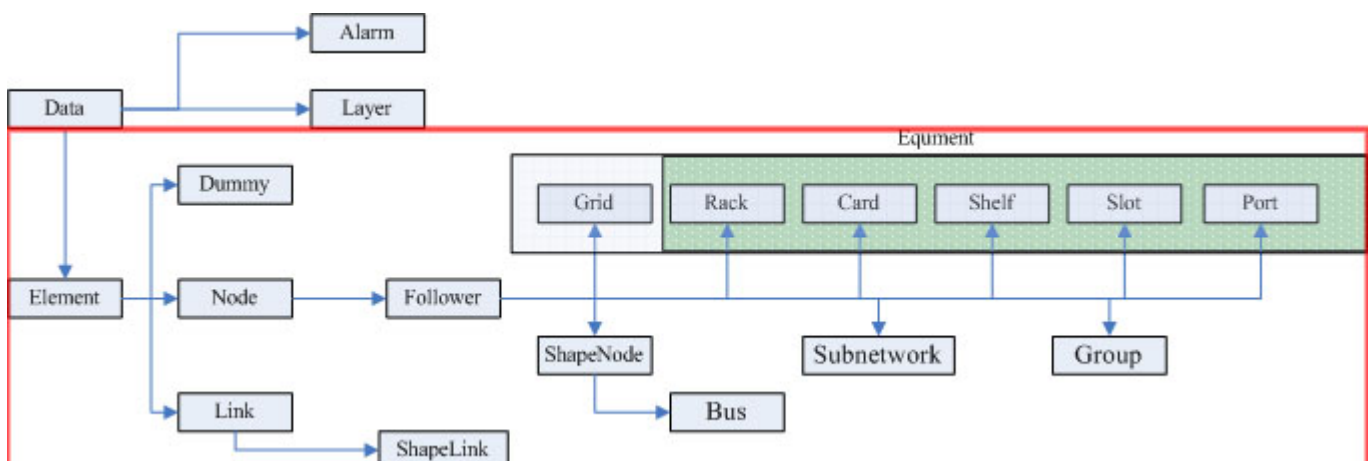 Alarm
Data
Layer
Equment
Dummy
Grid
Rack
Card
Shelf
Slot
Port
Element
Node
Follower
ShapeNode
Subnetwork
Group
Link
Bus
ShapeLink